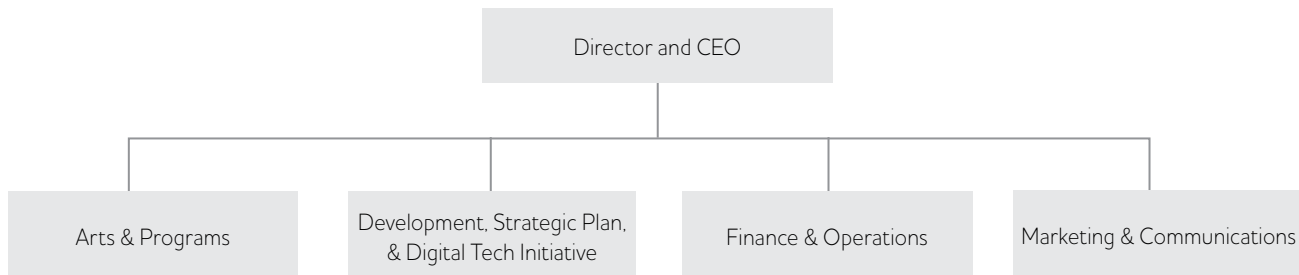 Director and CEO
Arts & Programs
Development, Strategic Plan,
& Digital Tech Initiative
Finance & Operations
Marketing & Communications